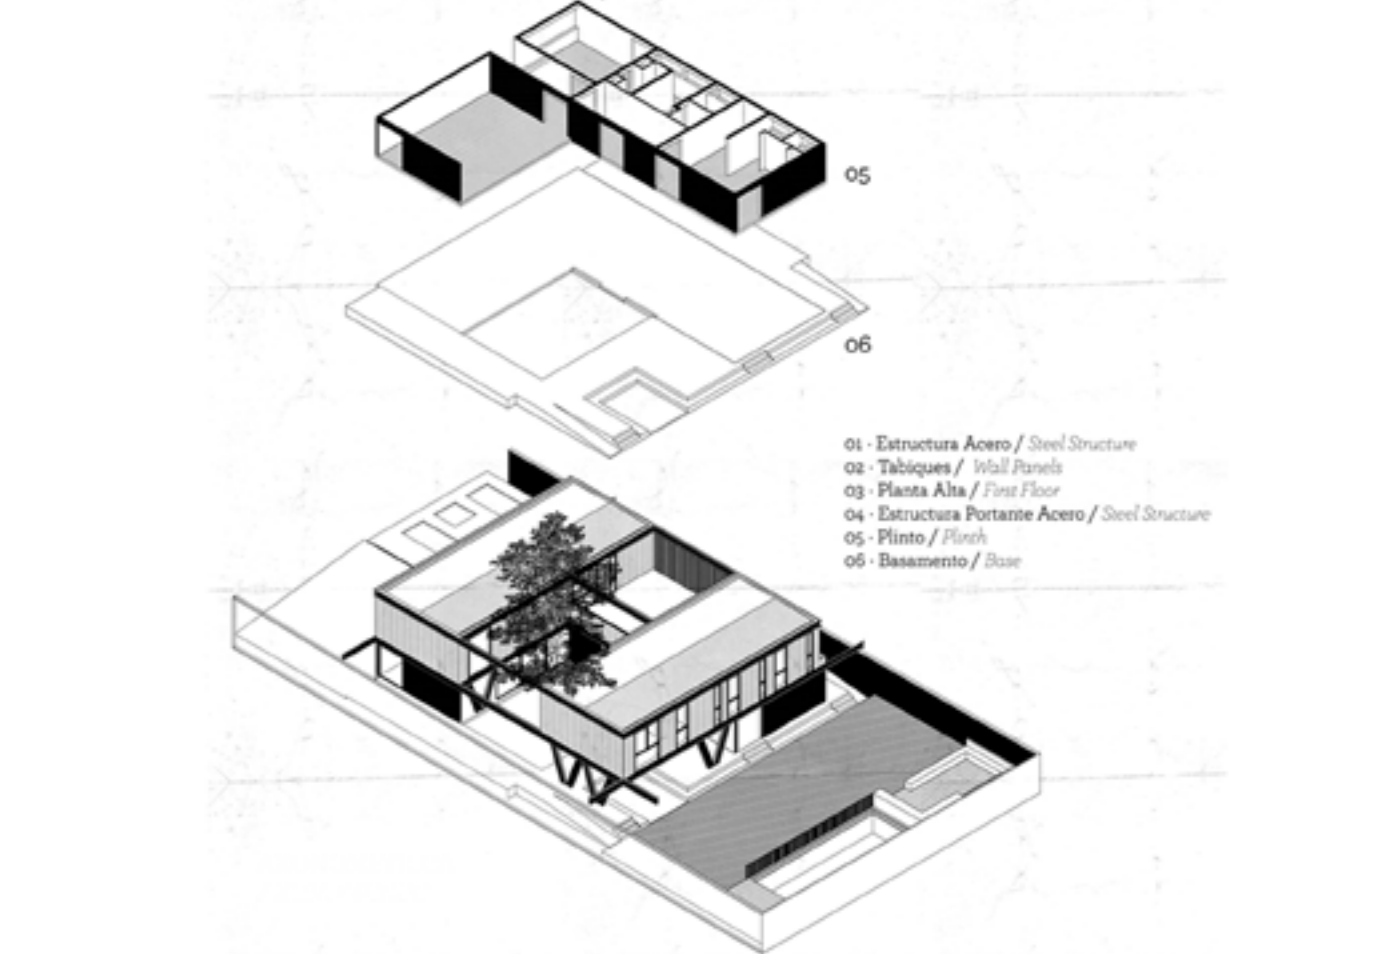 05
06
01 · Estructura Acero / Steel Structure
02 · Tabiques / Wall Panels
03 · Planta Alta / First Floor
04 · Estructura Portante Acero / Steel Structure
05 · Plinto / Plinth
06 · Basamento / Base